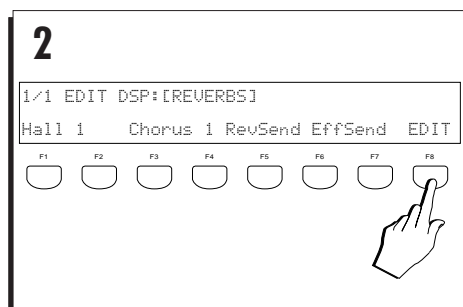 2
1/1 EDIT DSP:[REVERBS]
Hall 1 Chorus 1 RevSend EffSend EDIT
F1 F2 F3 F4 F5 F6 F7 F8